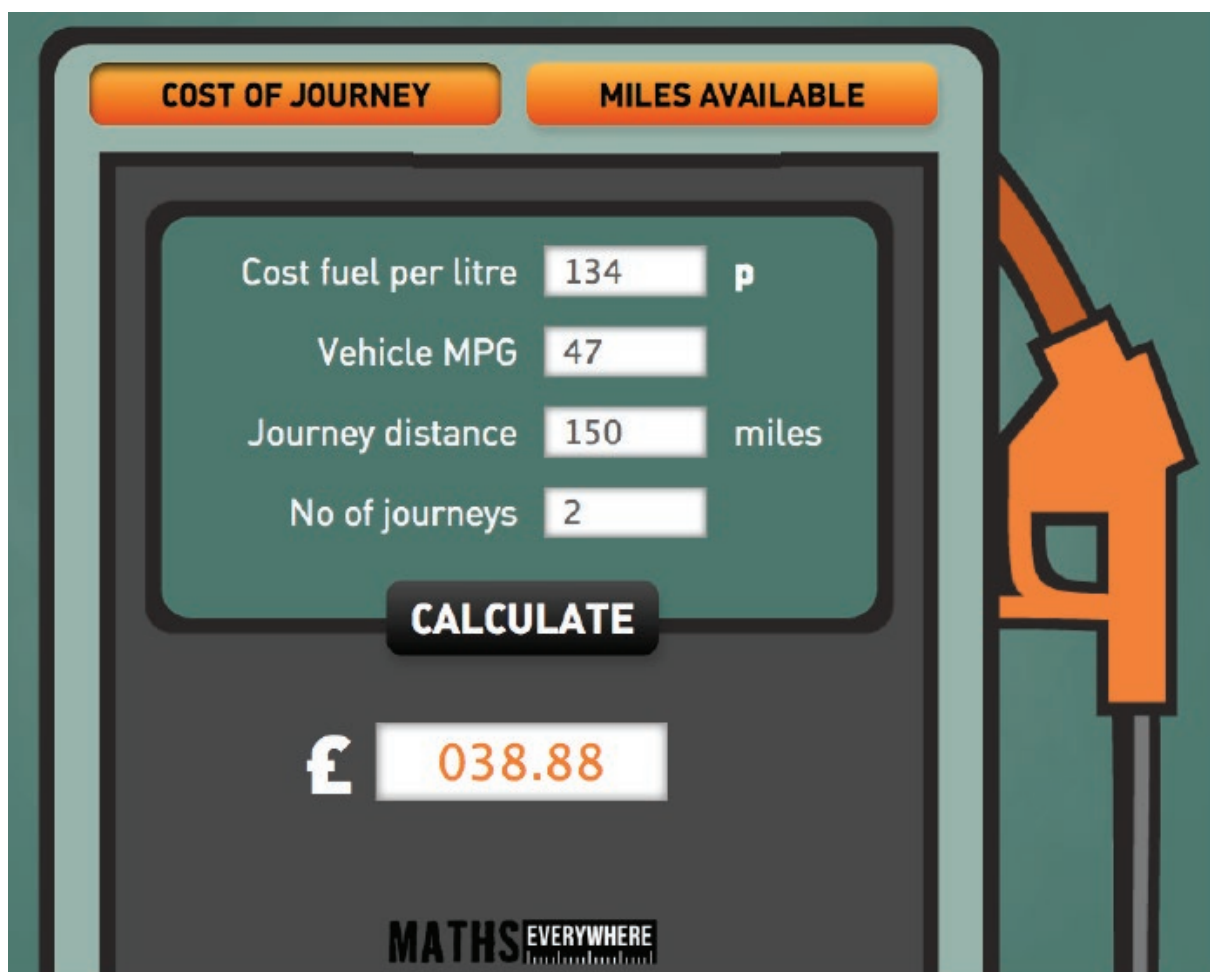 COST OF JOURNEY MILES AVAILABLE
Cost fuel per litre 134 p
Vehicle MPG 47
Journey distance 150 miles
No of journeys 2
CALCULATE
£ 038.88
MATHS EVERYWHERE